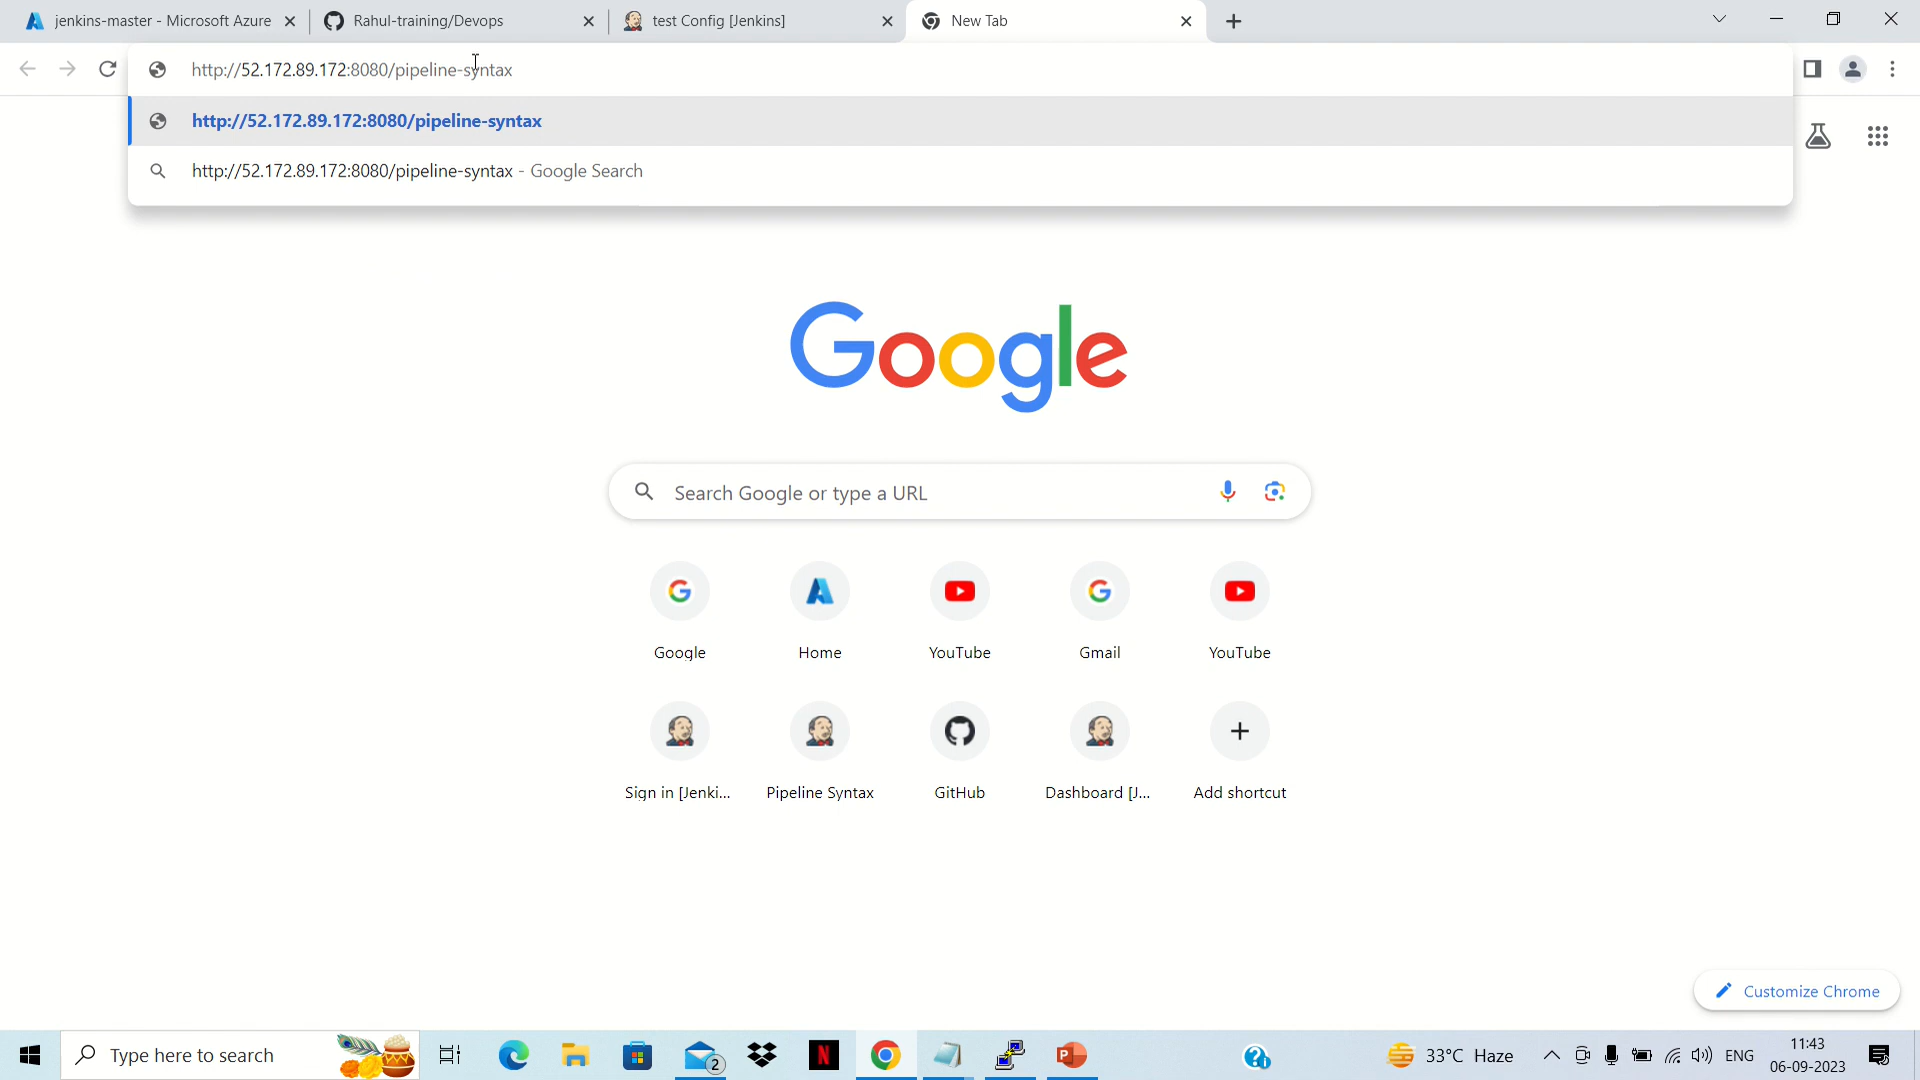 jenkins-master - Microsoft Azure
Rahul-training/Devops
test Config [Jenkins]
New Tab
http://52.172.89.172:8080/pipeline-syntax
http://52.172.89.172:8080/pipeline-syntax
http://52.172.89.172:8080/pipeline-syntax - Google Search
Google
Search Google or type a URL
Google
Home
YouTube
Gmail
YouTube
Sign in [Jenki...
Pipeline Syntax
GitHub
Dashboard [J...
Add shortcut
Customize Chrome
Type here to search
2
N
33°C Haze
ENG
11:43
06-09-2023